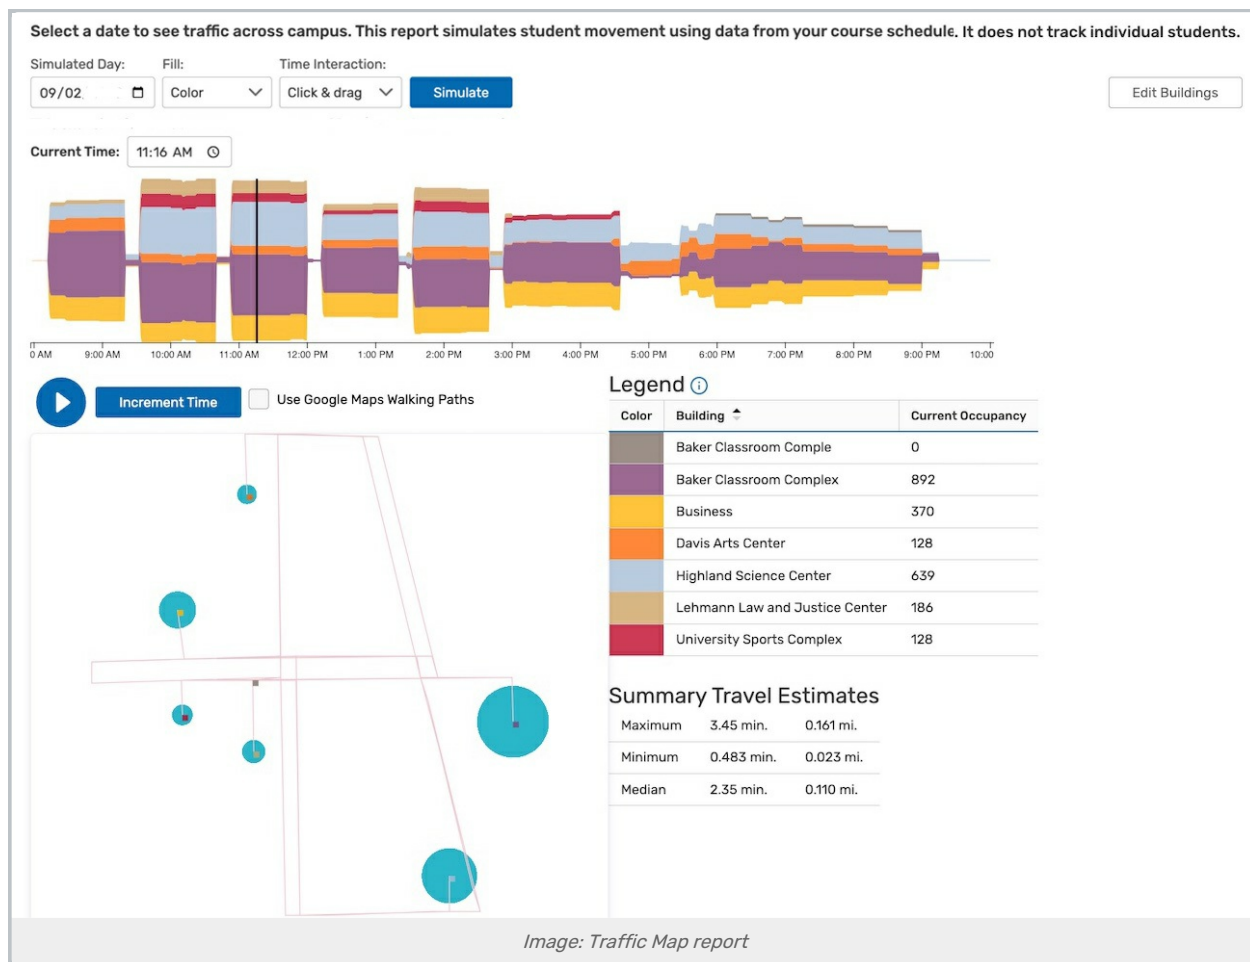 Select a date to see traffic across campus. This report simulates student movement using data from your course schedule. It does not track individual students.
Simulated Day: Fill: Time Interaction:
09/02 Color Click & drag Simulate Edit Buildings
Current Time: 11:16 AM
0 AM 9:00 AM 10:00 AM 11:00 AM 12:00 PM 1:00 PM 2:00 PM 3:00 PM 4:00 PM 5:00 PM 6:00 PM 7:00 PM 8:00 PM 9:00 PM 10:00
Increment Time Use Google Maps Walking Paths
Legend
Color Building Current Occupancy
Baker Classroom Comple 0
Baker Classroom Complex 892
Business 370
Davis Arts Center 128
Highland Science Center 639
Lehmann Law and Justice Center 186
University Sports Complex 128
Summary Travel Estimates
Maximum 3.45 min. 0.161 mi.
Minimum 0.483 min. 0.023 mi.
Median 2.35 min. 0.110 mi.
Image: Traffic Map report